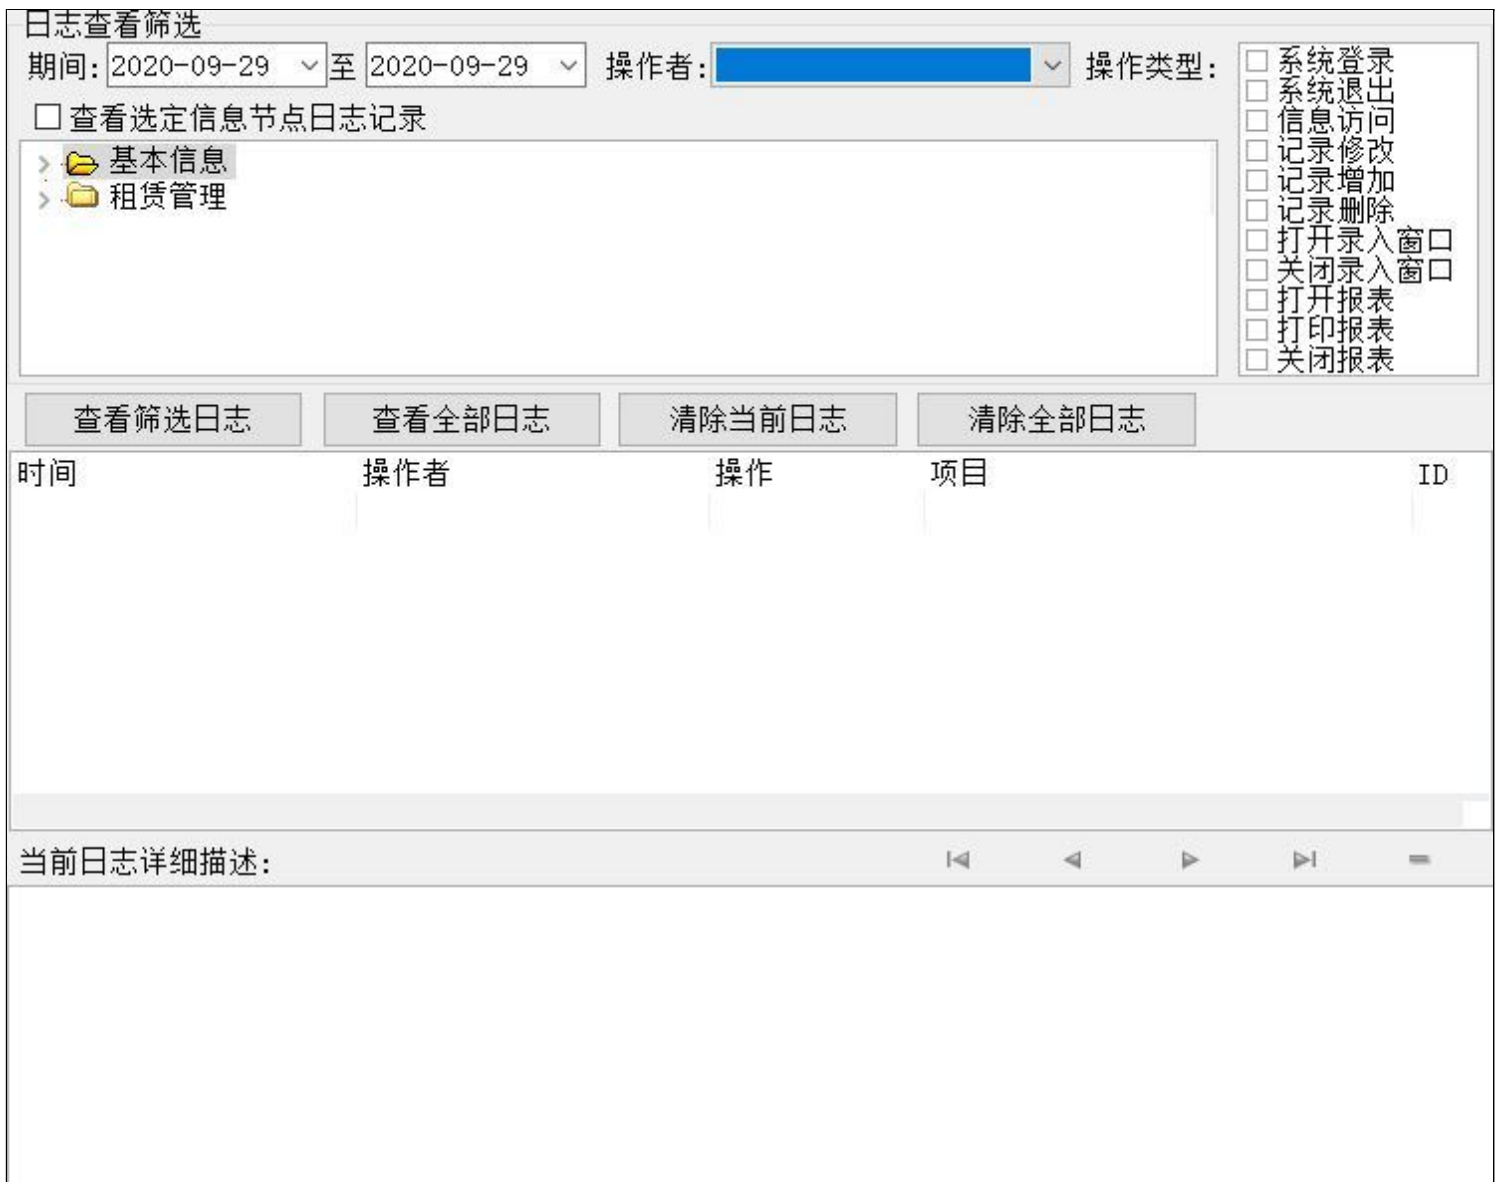 日志查看筛选
期间: 2020-09-29 至 2020-09-29 操作者: 操作类型:
系统登录
系统退出
信息访问
记录修改
记录增加
记录删除
打开录入窗口
关闭录入窗口
打开报表
打印报表
关闭报表
查看选定信息节点日志记录
基本信息
租赁管理
查看筛选日志 查看全部日志 清除当前日志 清除全部日志
时间 操作者 操作 项目 ID
当前日志详细描述: